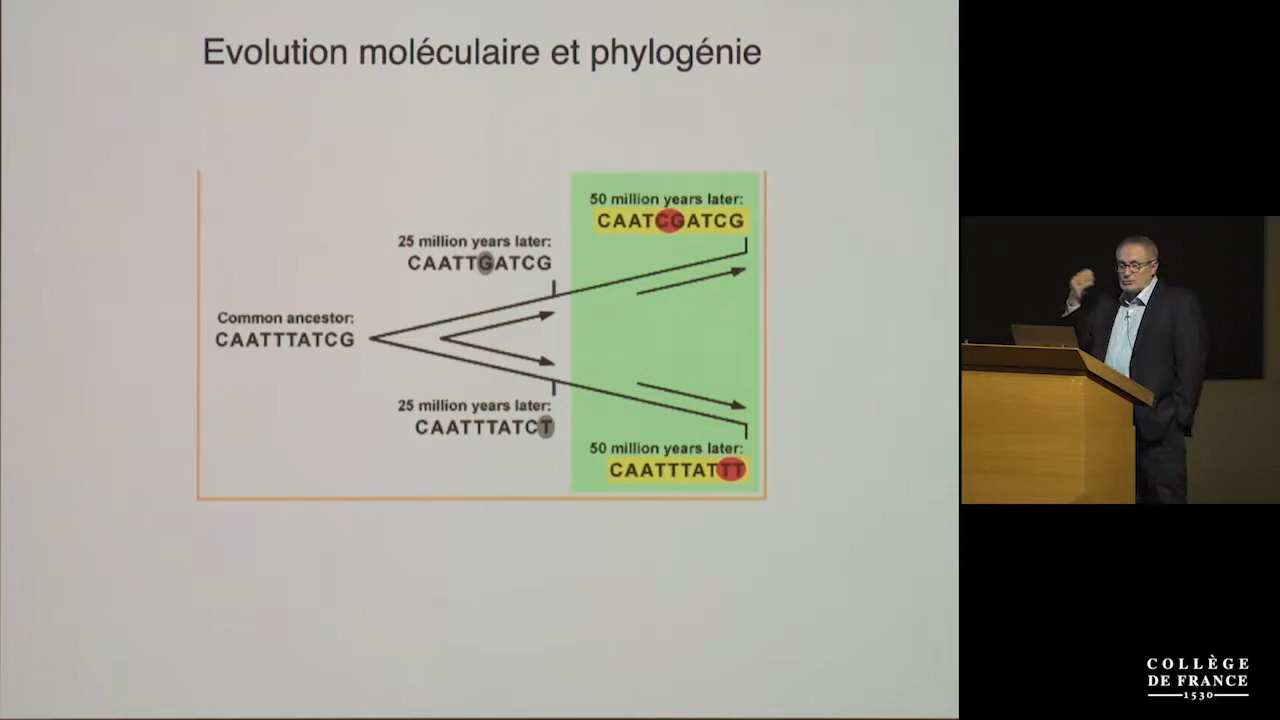 Evolution moléculaire et phylogénie
50 million years later:
CAATCGATCG
25 million years later:
CAATTGATCG
Common ancestor:
CAATTTATCG
25 million years later:
CAATTTATCT
50 million years later:
CAATTTATTT
COLLÈGE
DE FRANCE
1530